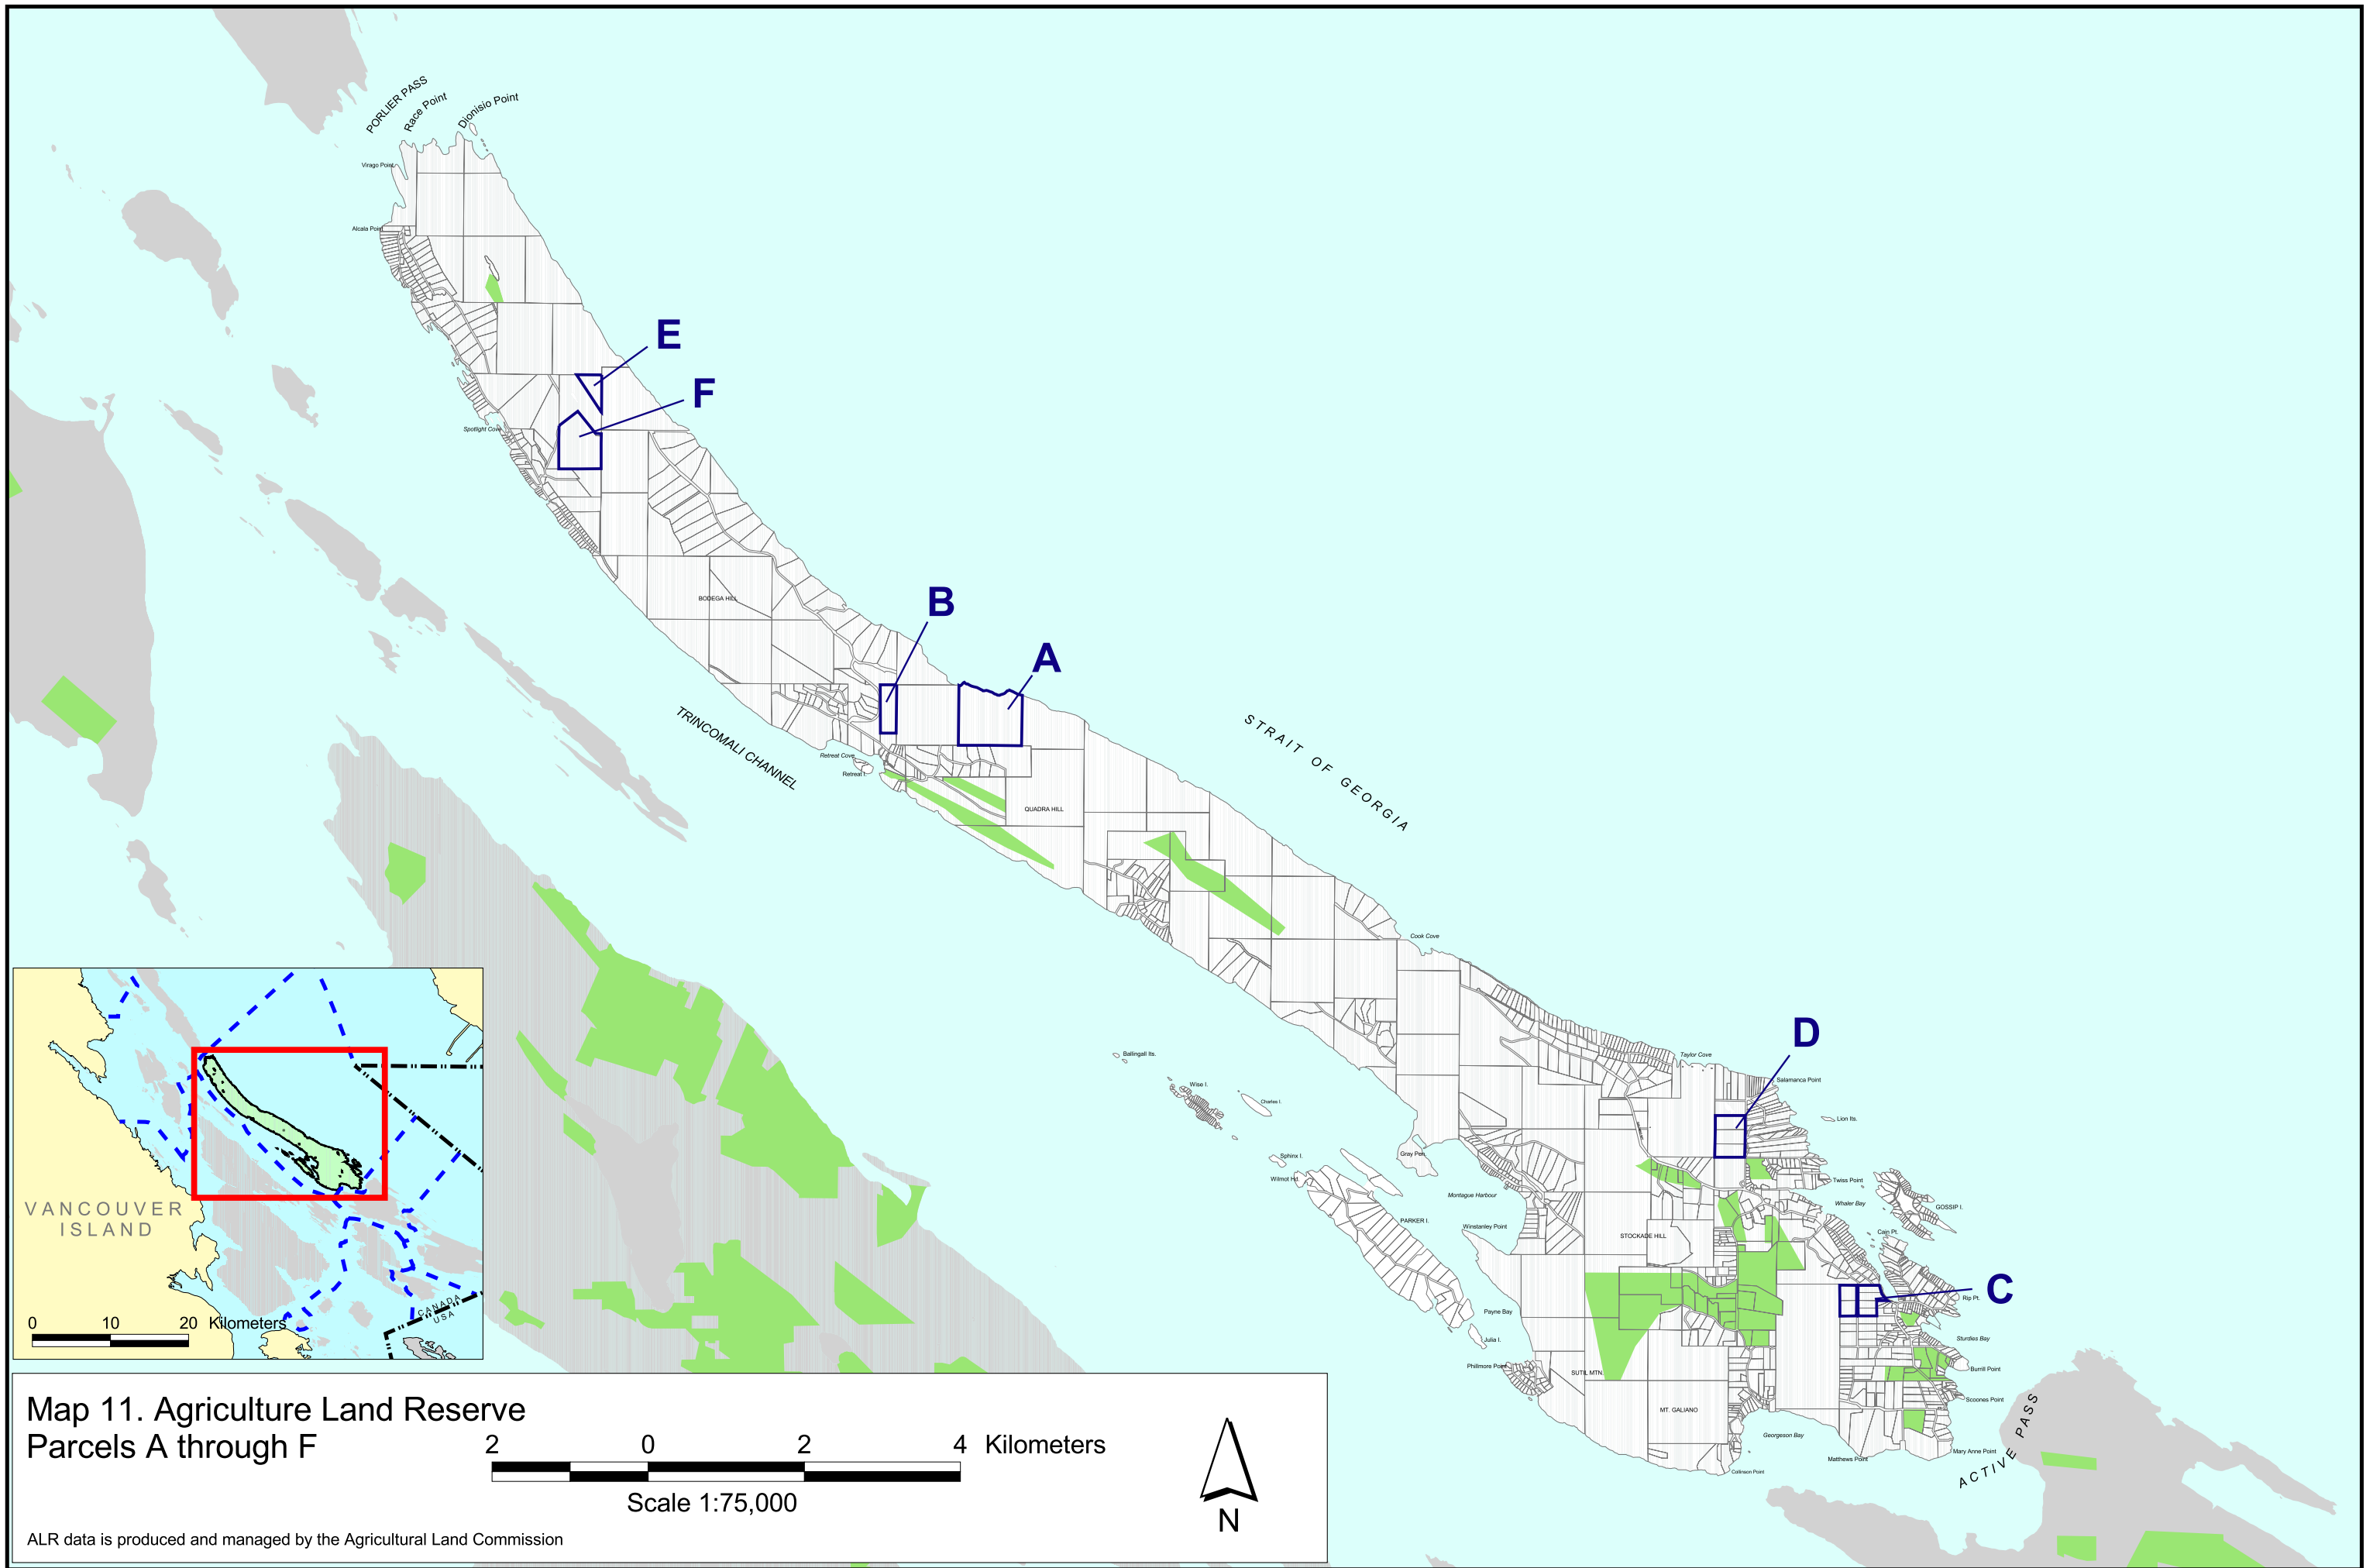 PORLIER PASS
Race Point
Dionisio Point
Virago Point
Alcala Point
E
F
Spotlight Cove
B
A
BODEGA HILL
TRINCOMALI CHANNEL
STRAIT OF GEORGIA
Retreat Cove
Retreat I.
QUADRA HILL
Cook Cove
D
Taylor Cove
Salamanca Point
Ballingall Its.
Wise I.
Charles I.
Lion Its.
Sphinx I.
Gray Pen.
Wilmot Hd.
Twiss Point
Montague Harbour
Whaler Bay
GOSSIP I.
PARKER I.
Winstanley Point
STOCKADE HILL
Cain Pt.
C
Rip Pt.
Payne Bay
Julia I.
Sturdies Bay
Phillmore Point
SUTIL MTN.
Burrill Point
Scoones Point
MT. GALIANO
Georgeson Bay
Matthews Point
Mary Anne Point
Collinson Point
ACTIVE PASS
VANCOUVER
ISLAND
CANADA
USA
0 10 20 Kilometers
Map 11. Agriculture Land Reserve
Parcels A through F
2 0 2 4 Kilometers
Scale 1:75,000
N
ALR data is produced and managed by the Agricultural Land Commission